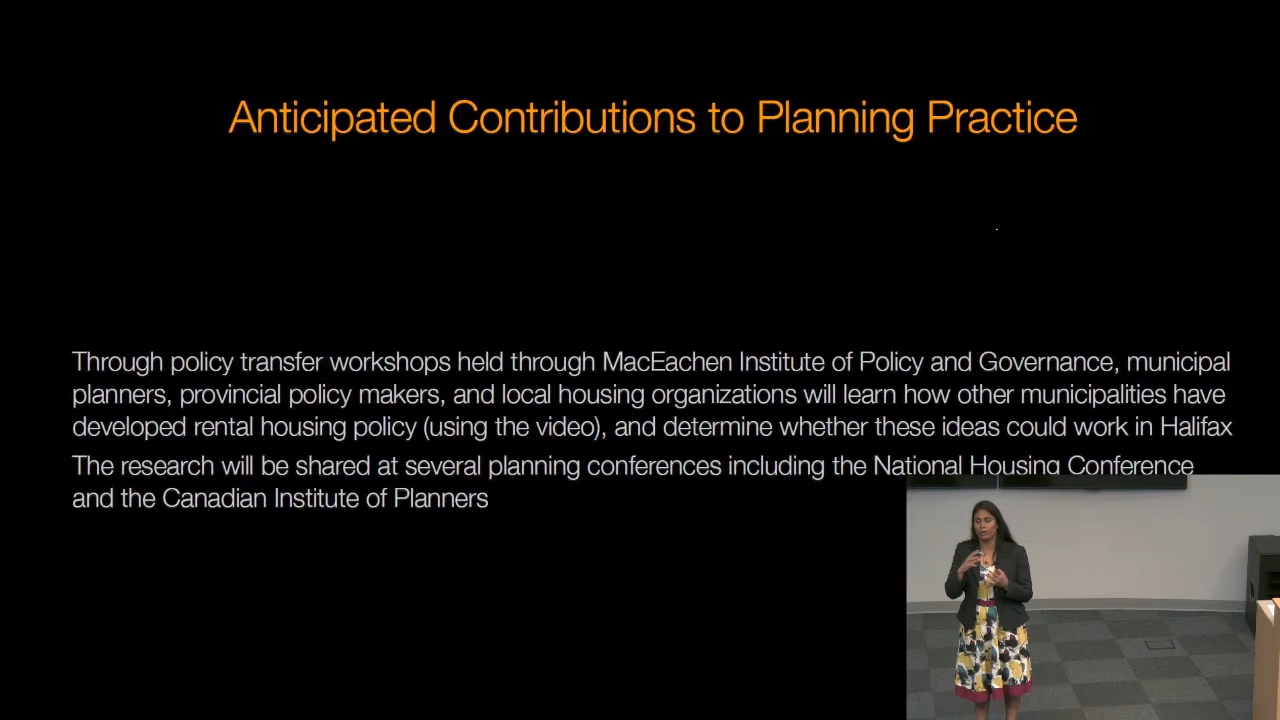 Anticipated Contributions to Planning Practice
Through policy transfer workshops held through MacEachen Institute of Policy and Governance, municipal
planners, provincial policy makers, and local housing organizations will learn how other municipalities have
developed rental housing policy (using the video), and determine whether these ideas could work in Halifax
The research will be shared at several planning conferences including the National Housing Conference
and the Canadian Institute of Planners